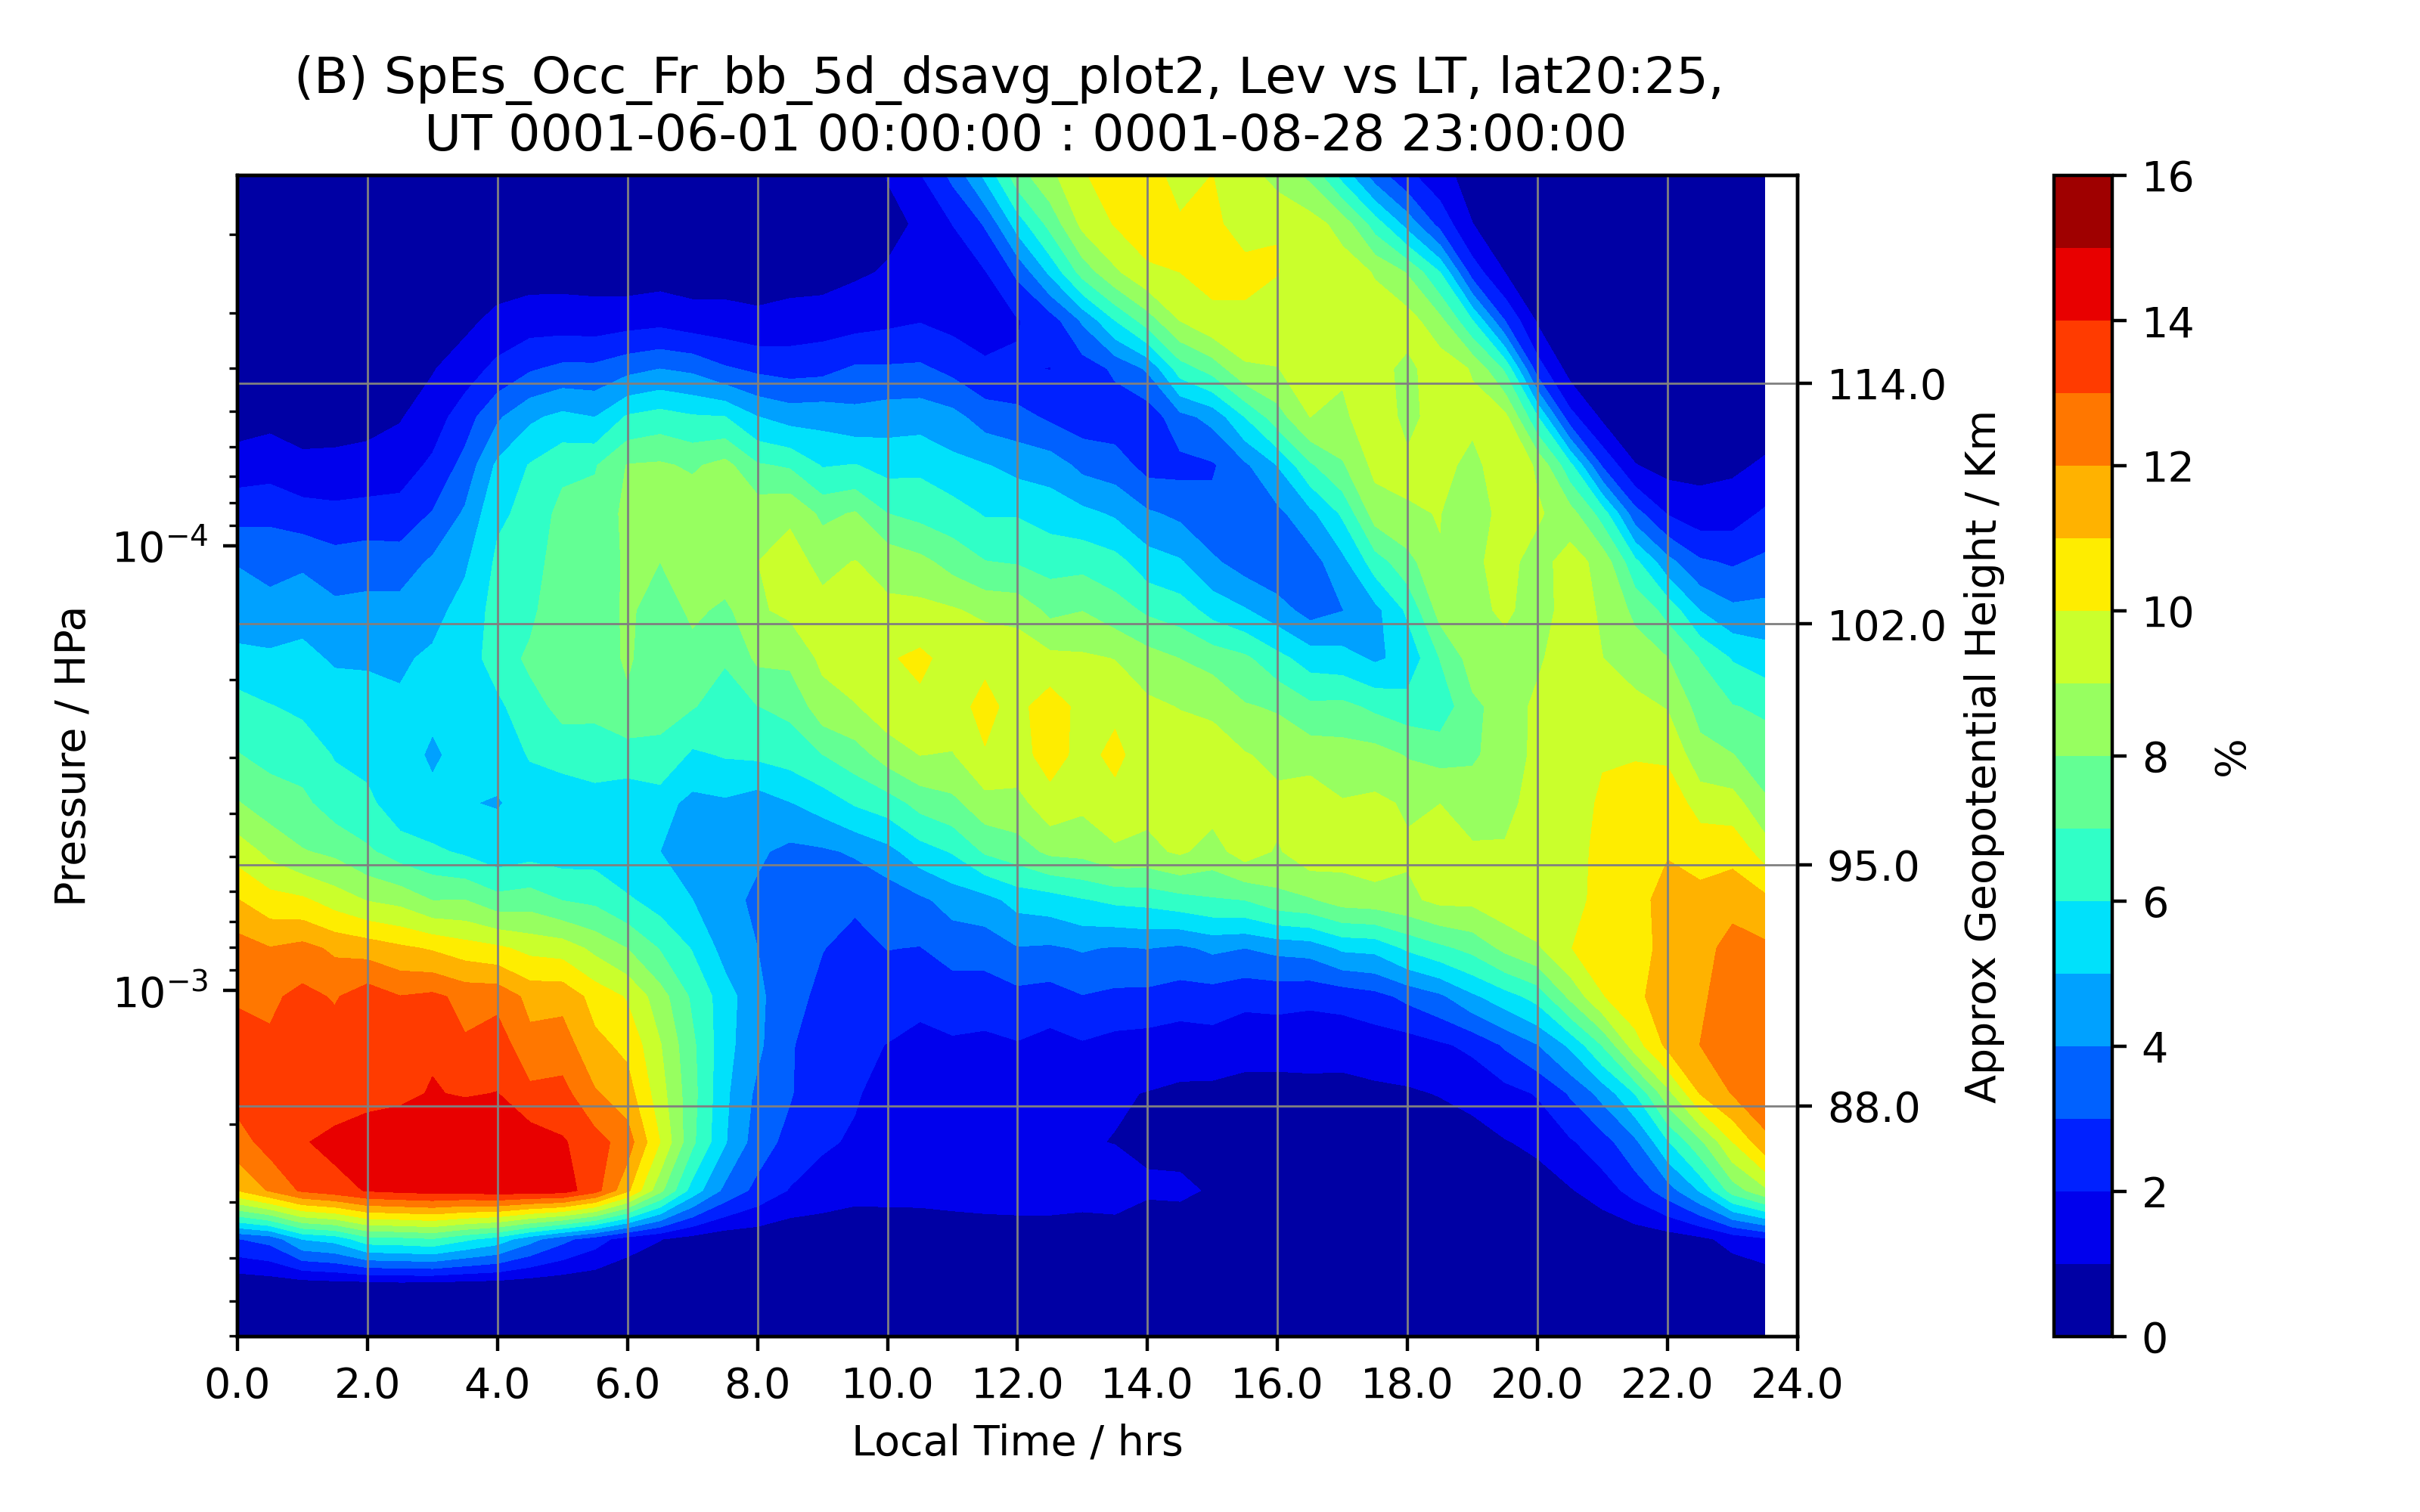 (B) SpEs_Occ_Fr_bb_5d_dsavg_plot2, Lev vs LT, lat20:25,
UT 0001-06-01 00:00:00 : 0001-08-28 23:00:00
Pressure / HPa
10⁻⁴
10⁻³
0.0 2.0 4.0 6.0 8.0 10.0 12.0 14.0 16.0 18.0 20.0 22.0 24.0
Local Time / hrs
114.0
102.0
95.0
88.0
Approx Geopotential Height / Km
16
14
12
10
8
6
4
2
0
%